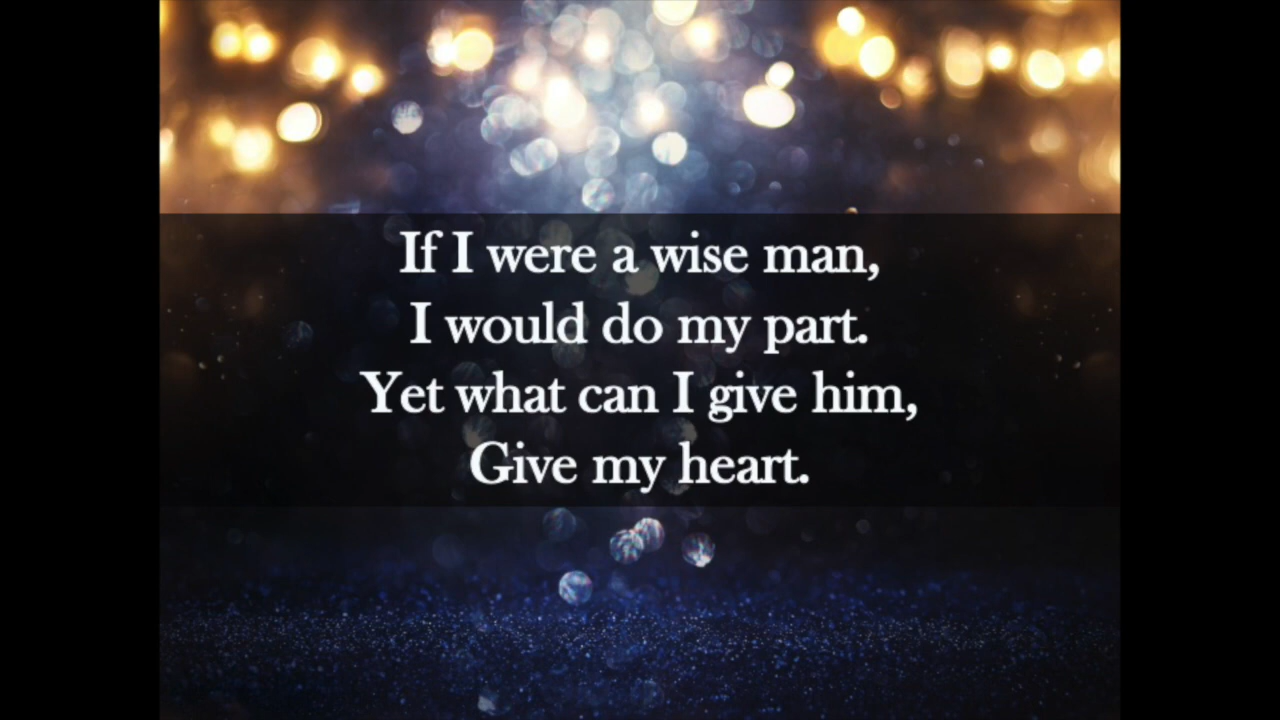 If I were a wise man,
I would do my part.
Yet what can I give him,
Give my heart.